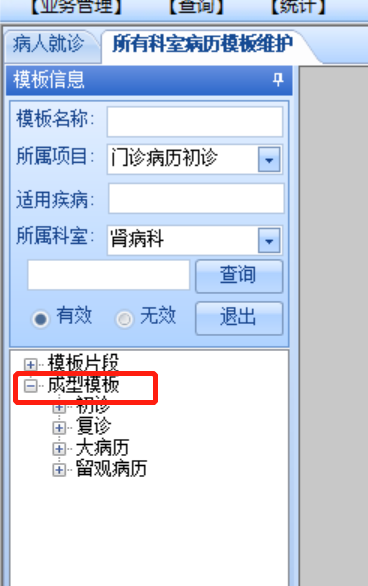 【业务管理】 【查询】 【统计】
病人就诊 所有科室病历模板维护
模板信息
模板名称:
所属项目: 门诊病历初诊
适用疾病:
所属科室: 肾病科
查询
有效 无效 退出
模板片段
成型模板
初诊
复诊
大病历
留观病历